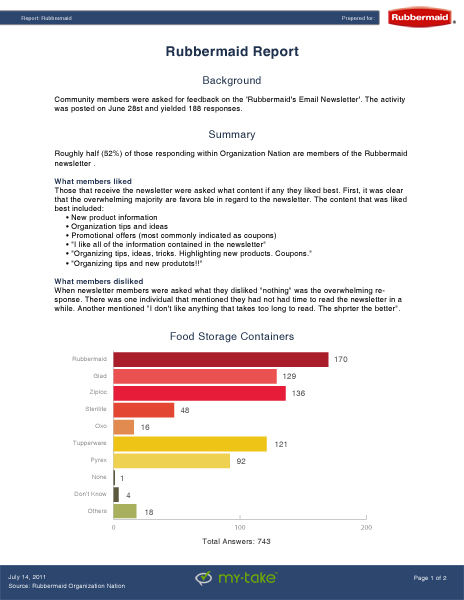 Report: Rubbermaid
Prepared for:
Rubbermaid
Rubbermaid Report
Background
Community members were asked for feedback on the 'Rubbermaid's Email Newsletter'. The activity
was posted on June 28st and yielded 188 responses.
Summary
Roughly half (52%) of those responding within Organization Nation are members of the Rubbermaid
newsletter .
What members liked
Those that receive the newsletter were asked what content if any they liked best. First, it was clear
that the overwhelming majority are favora ble in regard to the newsletter. The content that was liked
best included:
• New product information
• Organization tips and ideas
• Promotional offers (most commonly indicated as coupons)
• "I like all of the information contained in the newsletter"
• "Organizing tips, ideas, tricks. Highlighting new products. Coupons."
• "Organizing tips and new produtcts!!"
What members disliked
When newsletter members were asked what they disliked "nothing" was the overwhelming re-
sponse. There was one individual that mentioned they had not had time to read the newsletter in a
while. Another mentioned "I don't like anything that takes too long to read. The shprter the better".
Food Storage Containers
Rubbermaid 170
Glad 129
Ziploc 136
Sterilite 48
Oxo 16
Tupperware 121
Pyrex 92
None 1
Don't Know 4
Others 18
0 100 200
Total Answers: 743
July 14, 2011
Source: Rubbermaid Organization Nation
my-take
Page 1 of 2